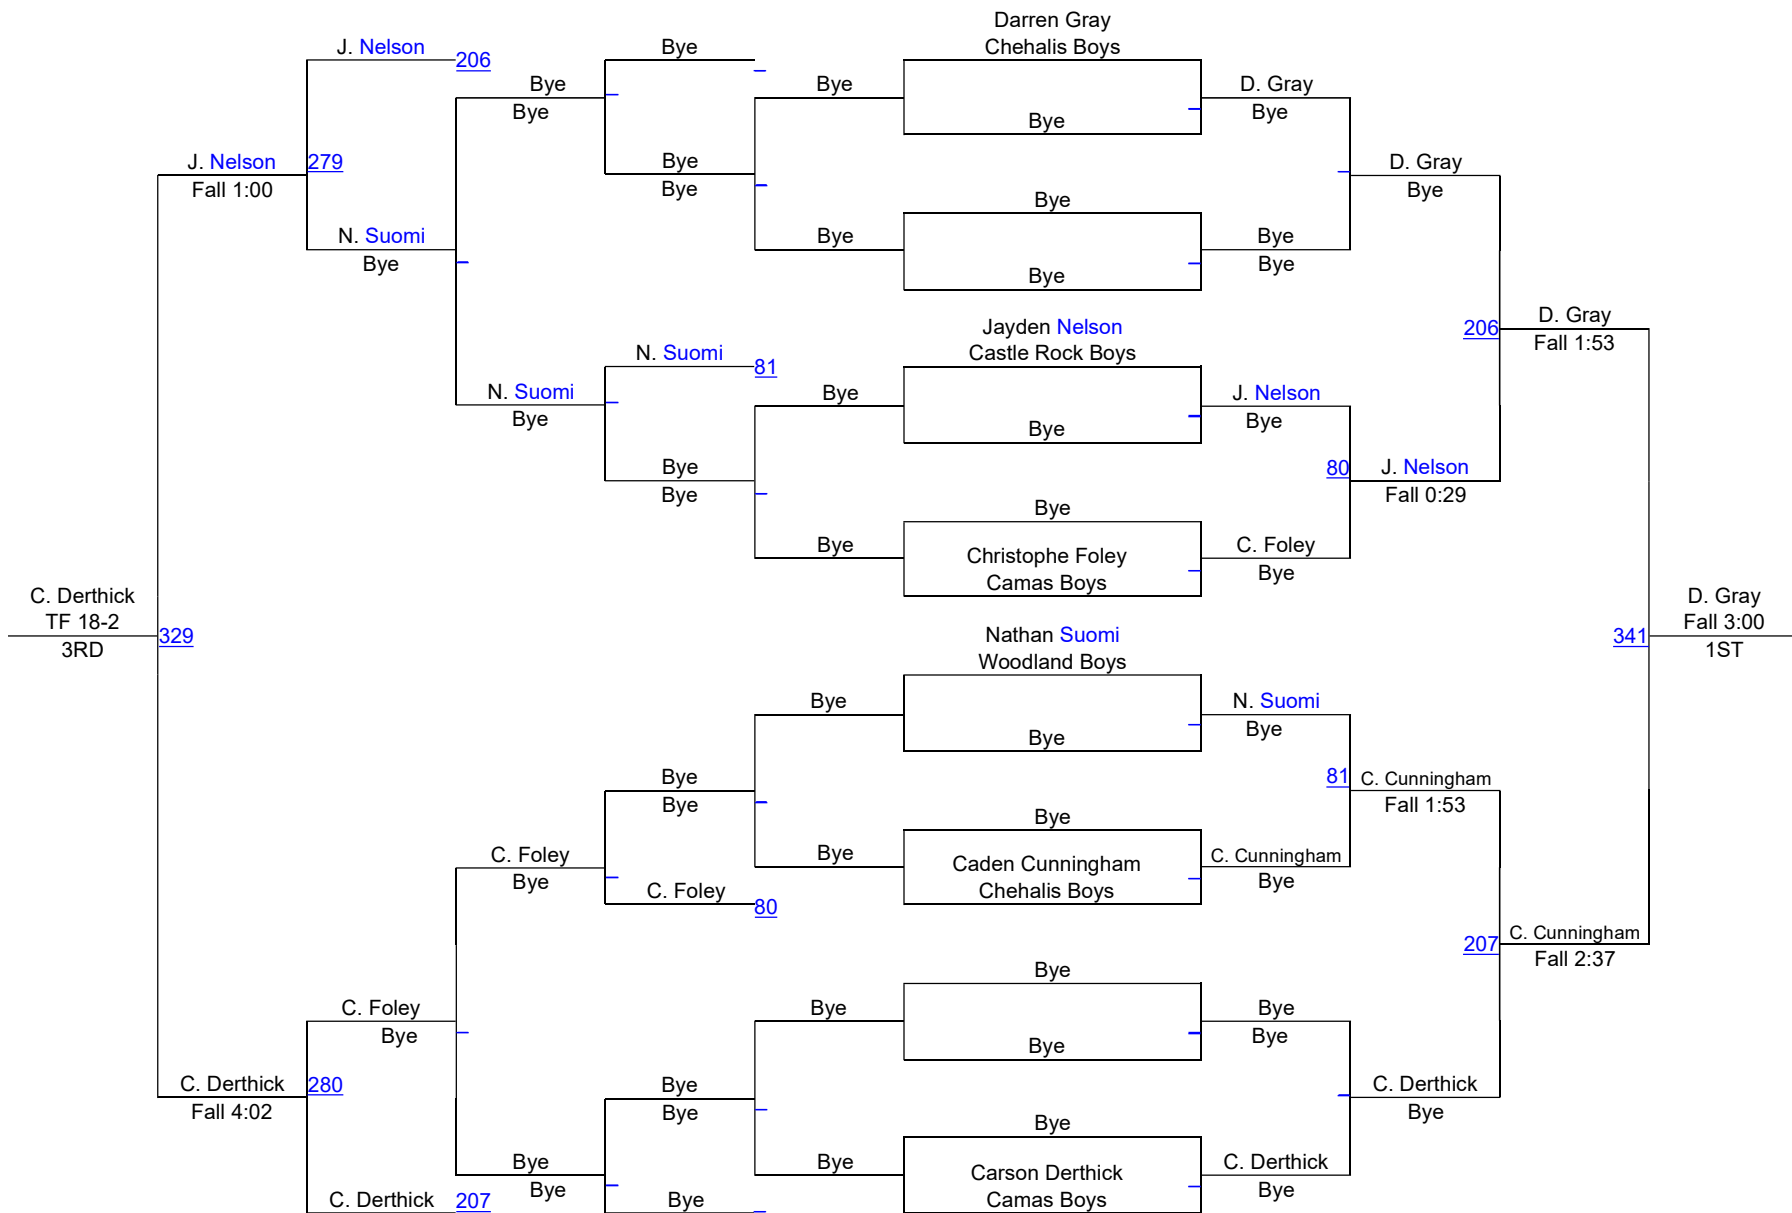 Darren Gray
J. Nelson
Bye
Chehalis Boys
206
Bye
Bye
D. Gray
Bye
Bye
Bye
Bye
J. Nelson
279
Bye
D. Gray
Fall 1:00
Bye
Bye
Bye
N. Suomi
Bye
Bye
Bye
Bye
Bye
Bye
Jayden Nelson
206
D. Gray
N. Suomi
81
Castle Rock Boys
Fall 1:53
N. Suomi
Bye
J. Nelson
Bye
Bye
Bye
Bye
80
J. Nelson
Bye
Fall 0:29
Bye
Bye
Christophe Foley
C. Foley
Camas Boys
Bye
C. Derthick
D. Gray
TF 18-2
Fall 3:00
3RD
329
Nathan Suomi
341
1ST
Woodland Boys
Bye
N. Suomi
Bye
Bye
Bye
81
C. Cunningham
Bye
Fall 1:53
Bye
C. Foley
Bye
Caden Cunningham
C. Cunningham
Bye
C. Foley
80
Chehalis Boys
Bye
207
C. Cunningham
Fall 2:37
Bye
C. Foley
Bye
Bye
Bye
Bye
Bye
C. Derthick
280
Bye
C. Derthick
Fall 4:02
Bye
Bye
Bye
Bye
Bye
Carson Derthick
C. Derthick
Bye
Bye
C. Derthick
207
Bye
Camas Boys